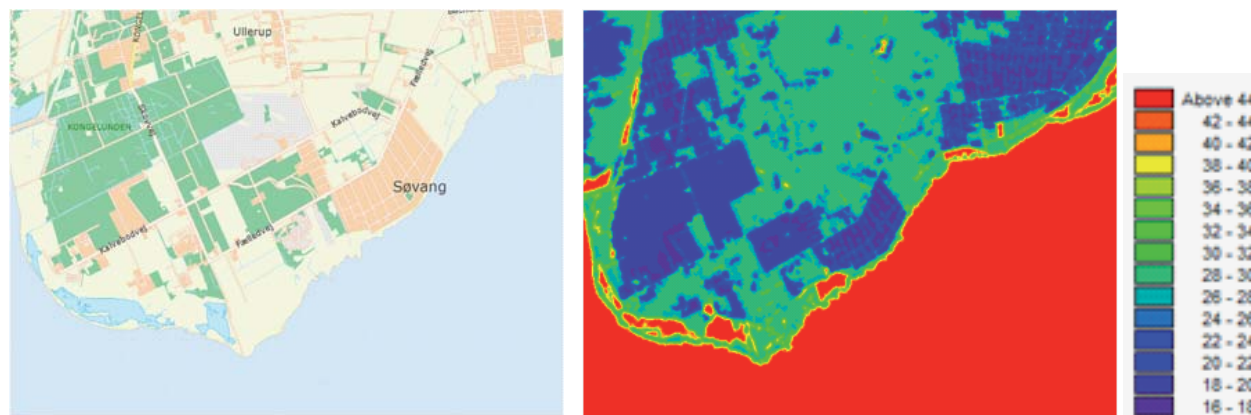 Ullerup
KONGELUNDEN
Skovvej
Kalvebodvej
Fælledvej
Søvang
Kalvebodvej
Fælledvej
Above 44
42 - 44
40 - 42
38 - 40
36 - 38
34 - 36
32 - 34
30 - 32
28 - 30
26 - 28
24 - 26
22 - 24
20 - 22
18 - 20
16 - 18